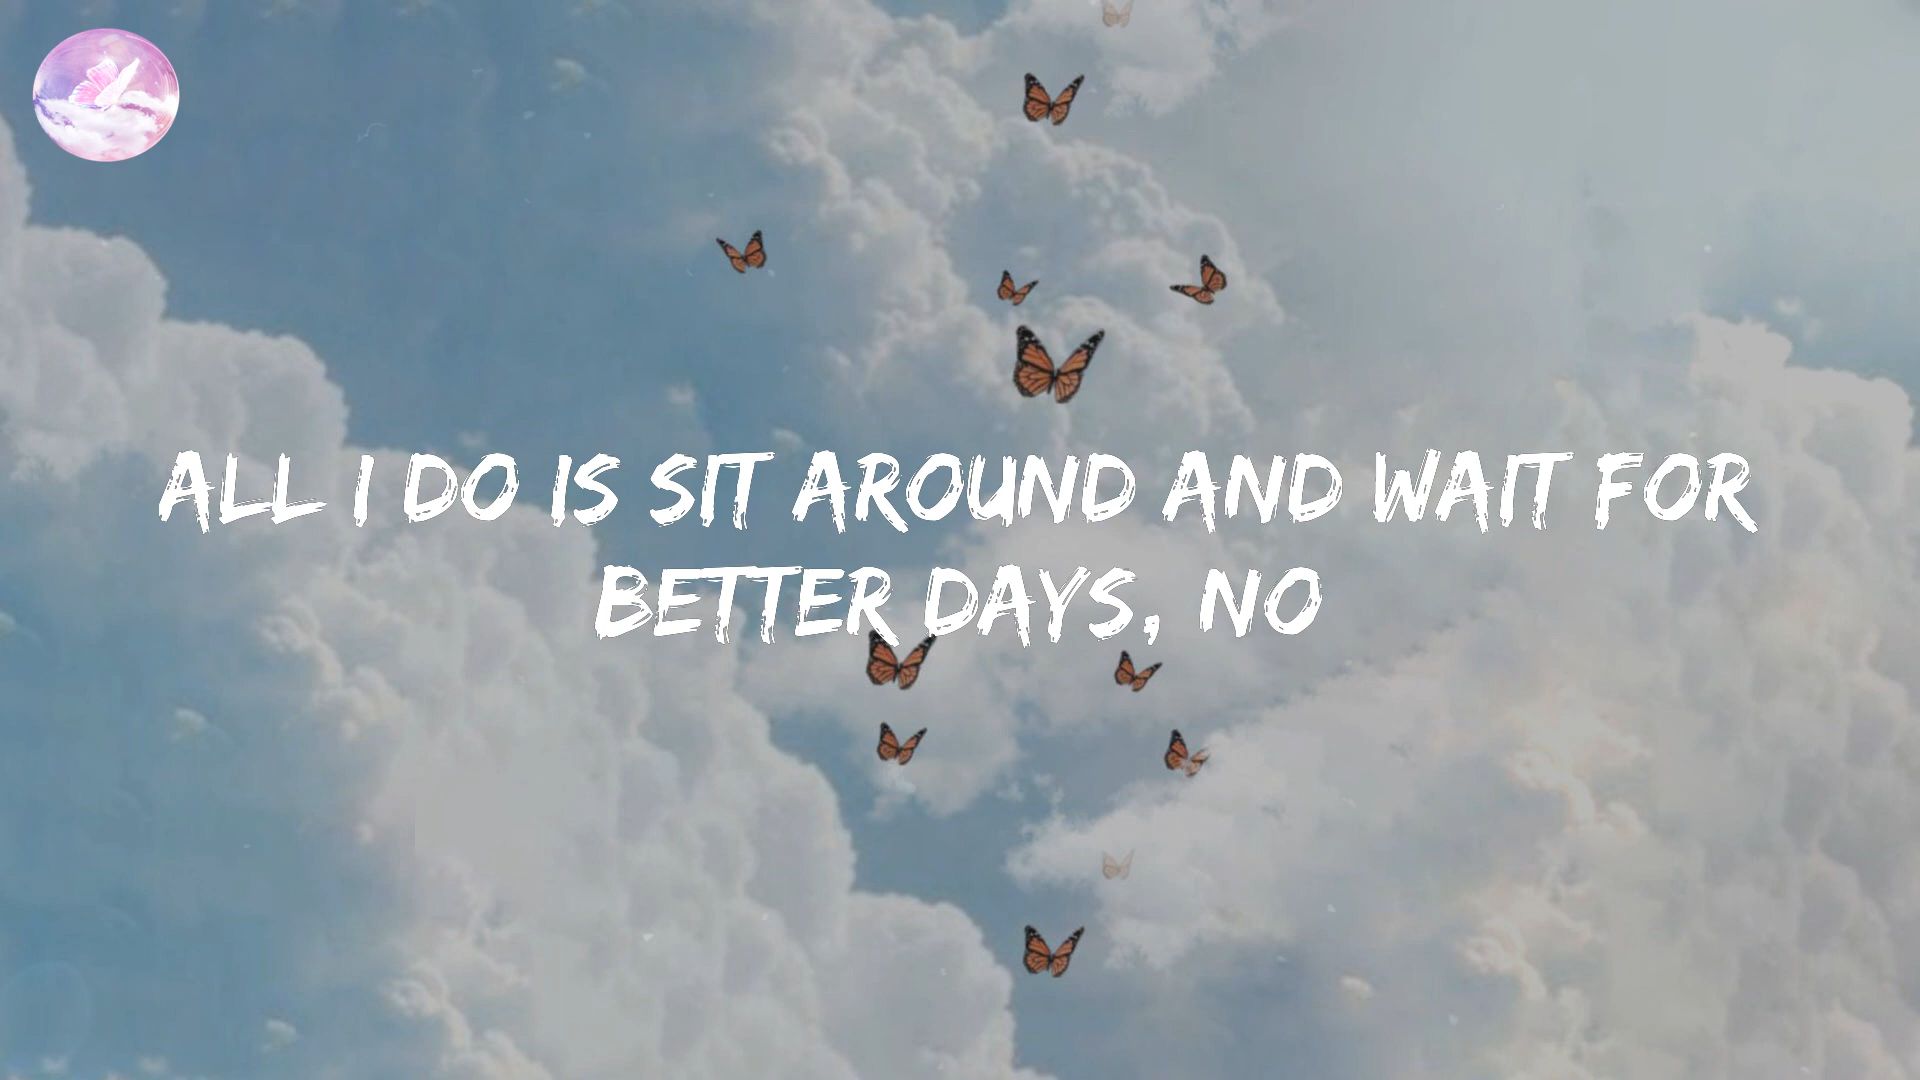 ALL I DO IS SIT AROUND AND WAIT FOR
BETTER DAYS, NO